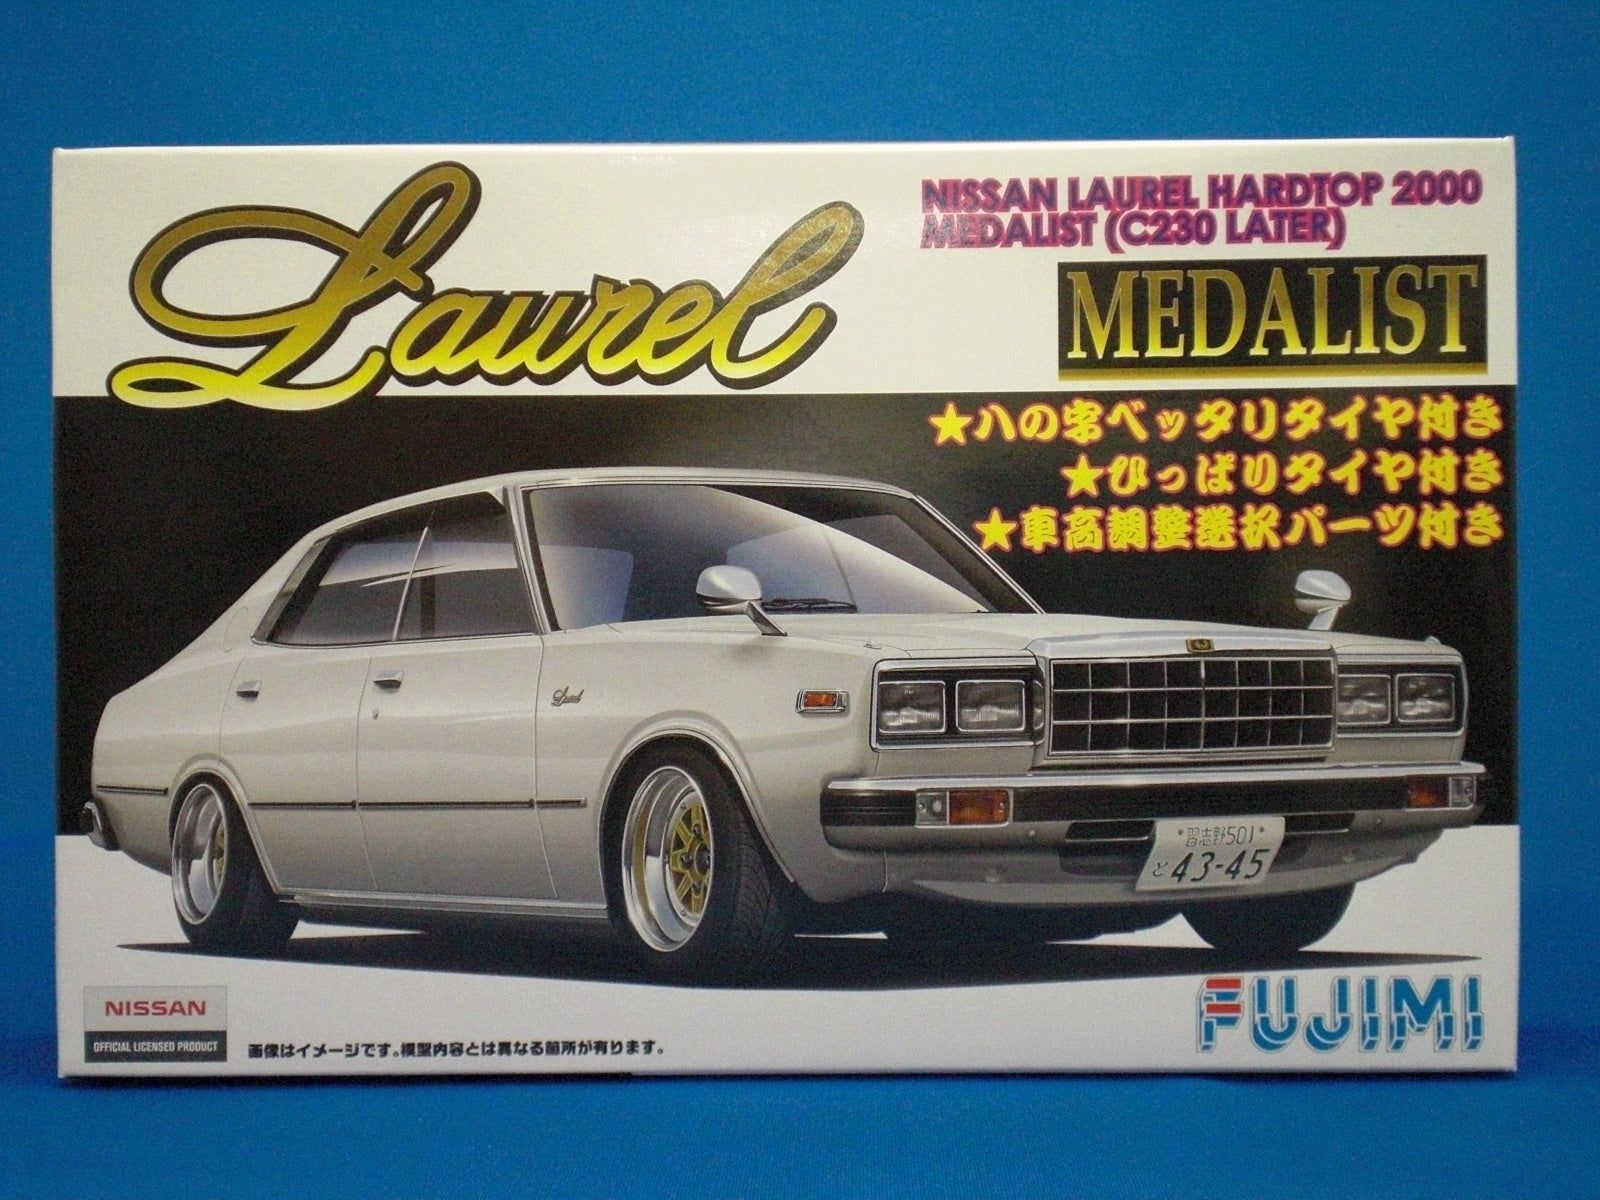 Laurel
NISSAN LAUREL HARDTOP 2000
MEDALIST (C230 LATER)
MEDALIST
★ハの字ベッタリタイヤ付き
★ひっぱりタイヤ付き
★車高調整選択パーツ付き
Laurel
習志野501
と 43-45
NISSAN
OFFICIAL LICENSED PRODUCT
画像はイメージです。模型内容とは異なる箇所が有ります。
FUJIMI